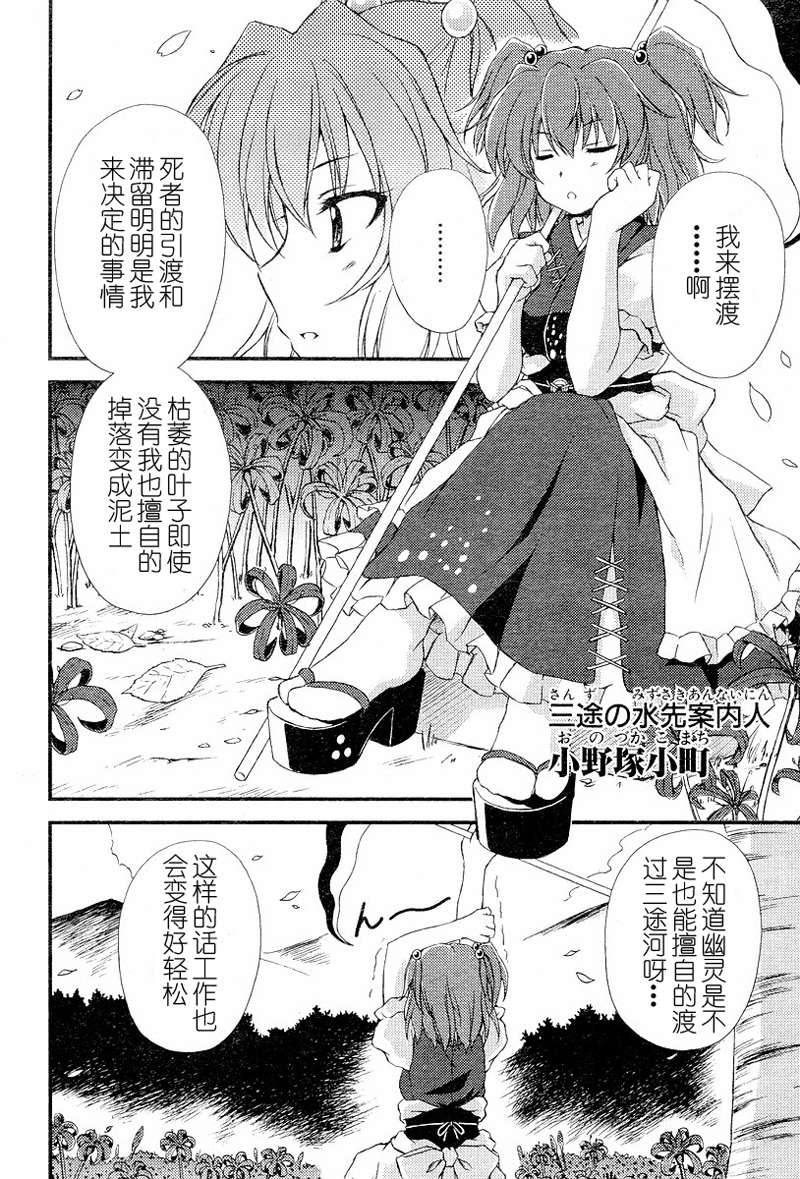 我来摆渡
……啊
………
死者的引渡和
滞留明明是我
来决定的事情
枯萎的叶子即使
没有我也擅自的
掉落变成泥土
さんず
みずさきあんないにん
三途の水先案内人
おのつかこまち
小野塚小町
不知道幽灵是不
是也能擅自的渡
过三途河呀…
ん〜
这样的话工作也
会变得好轻松